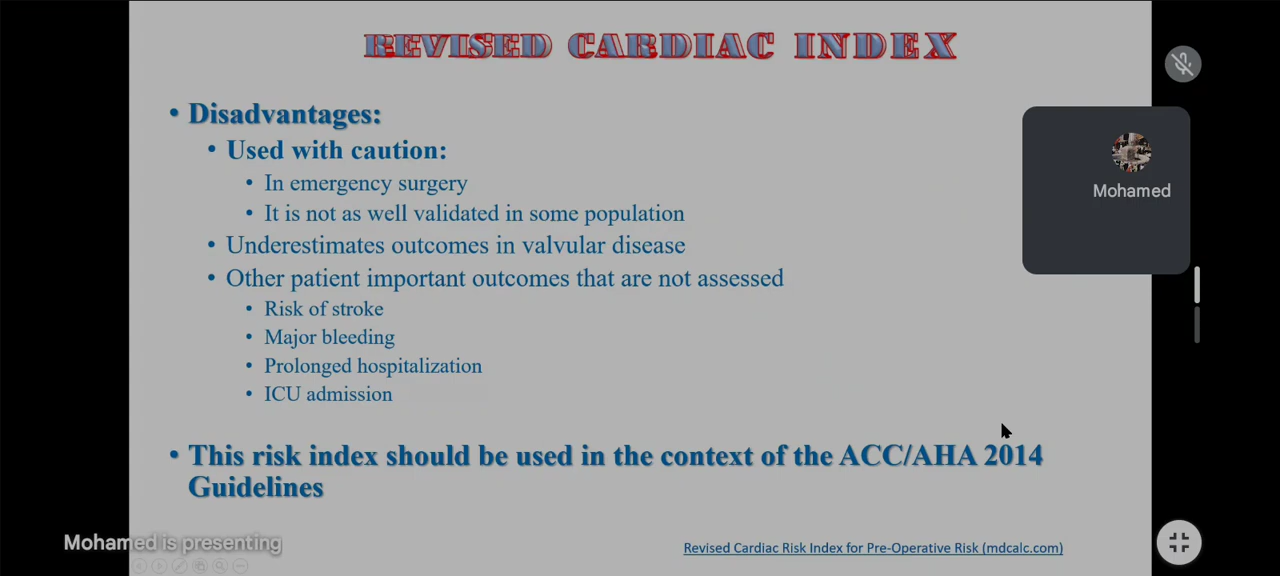 REVISED CARDIAC INDEX
• Disadvantages:
• Used with caution:
• In emergency surgery
• It is not as well validated in some population
• Underestimates outcomes in valvular disease
• Other patient important outcomes that are not assessed
• Risk of stroke
• Major bleeding
• Prolonged hospitalization
• ICU admission
• This risk index should be used in the context of the ACC/AHA 2014
Guidelines
Revised Cardiac Risk Index for Pre-Operative Risk (mdcalc.com)
Mohamed
Mohamed is presenting